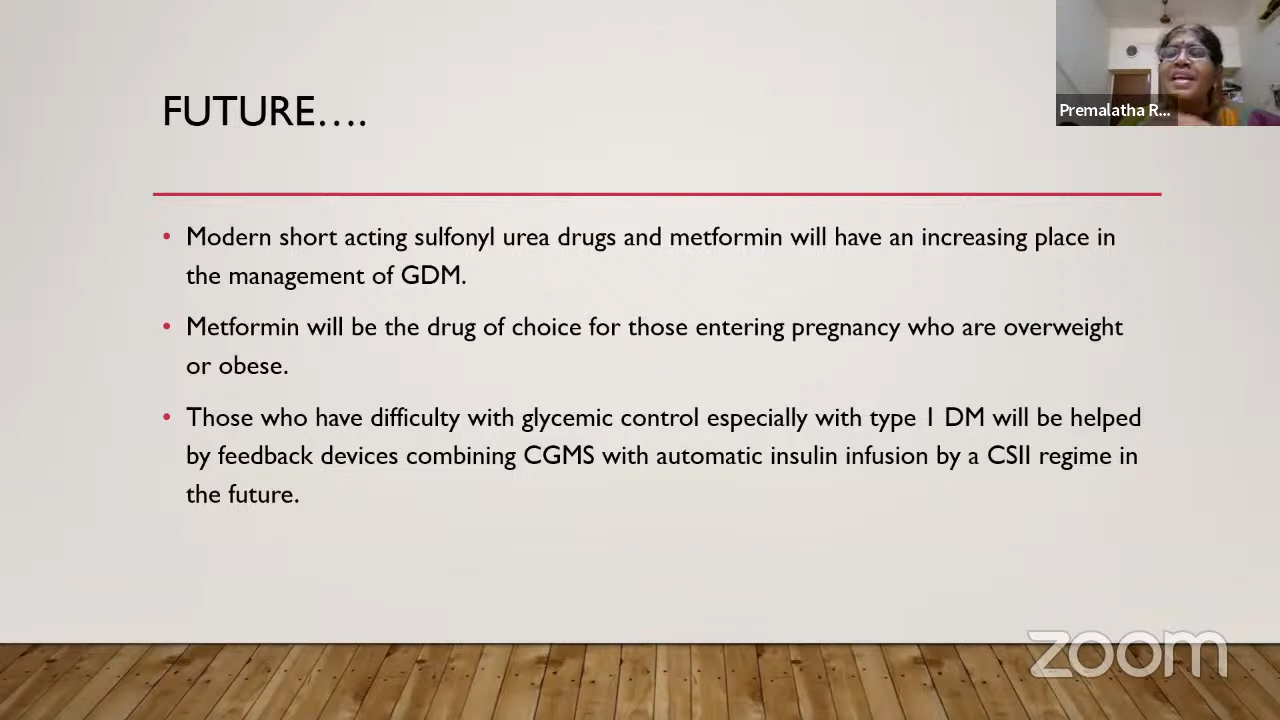 FUTURE....
Premalatha R...
• Modern short acting sulfonyl urea drugs and metformin will have an increasing place in
the management of GDM.
• Metformin will be the drug of choice for those entering pregnancy who are overweight
or obese.
• Those who have difficulty with glycemic control especially with type 1 DM will be helped
by feedback devices combining CGMS with automatic insulin infusion by a CSII regime in
the future.
zoom